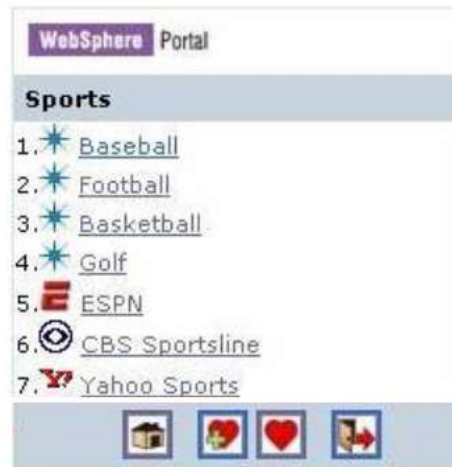 WebSphere Portal
Sports
1. Baseball
2. Football
3. Basketball
4. Golf
5. E ESPN
6. CBS Sportsline
7. Y! Yahoo Sports